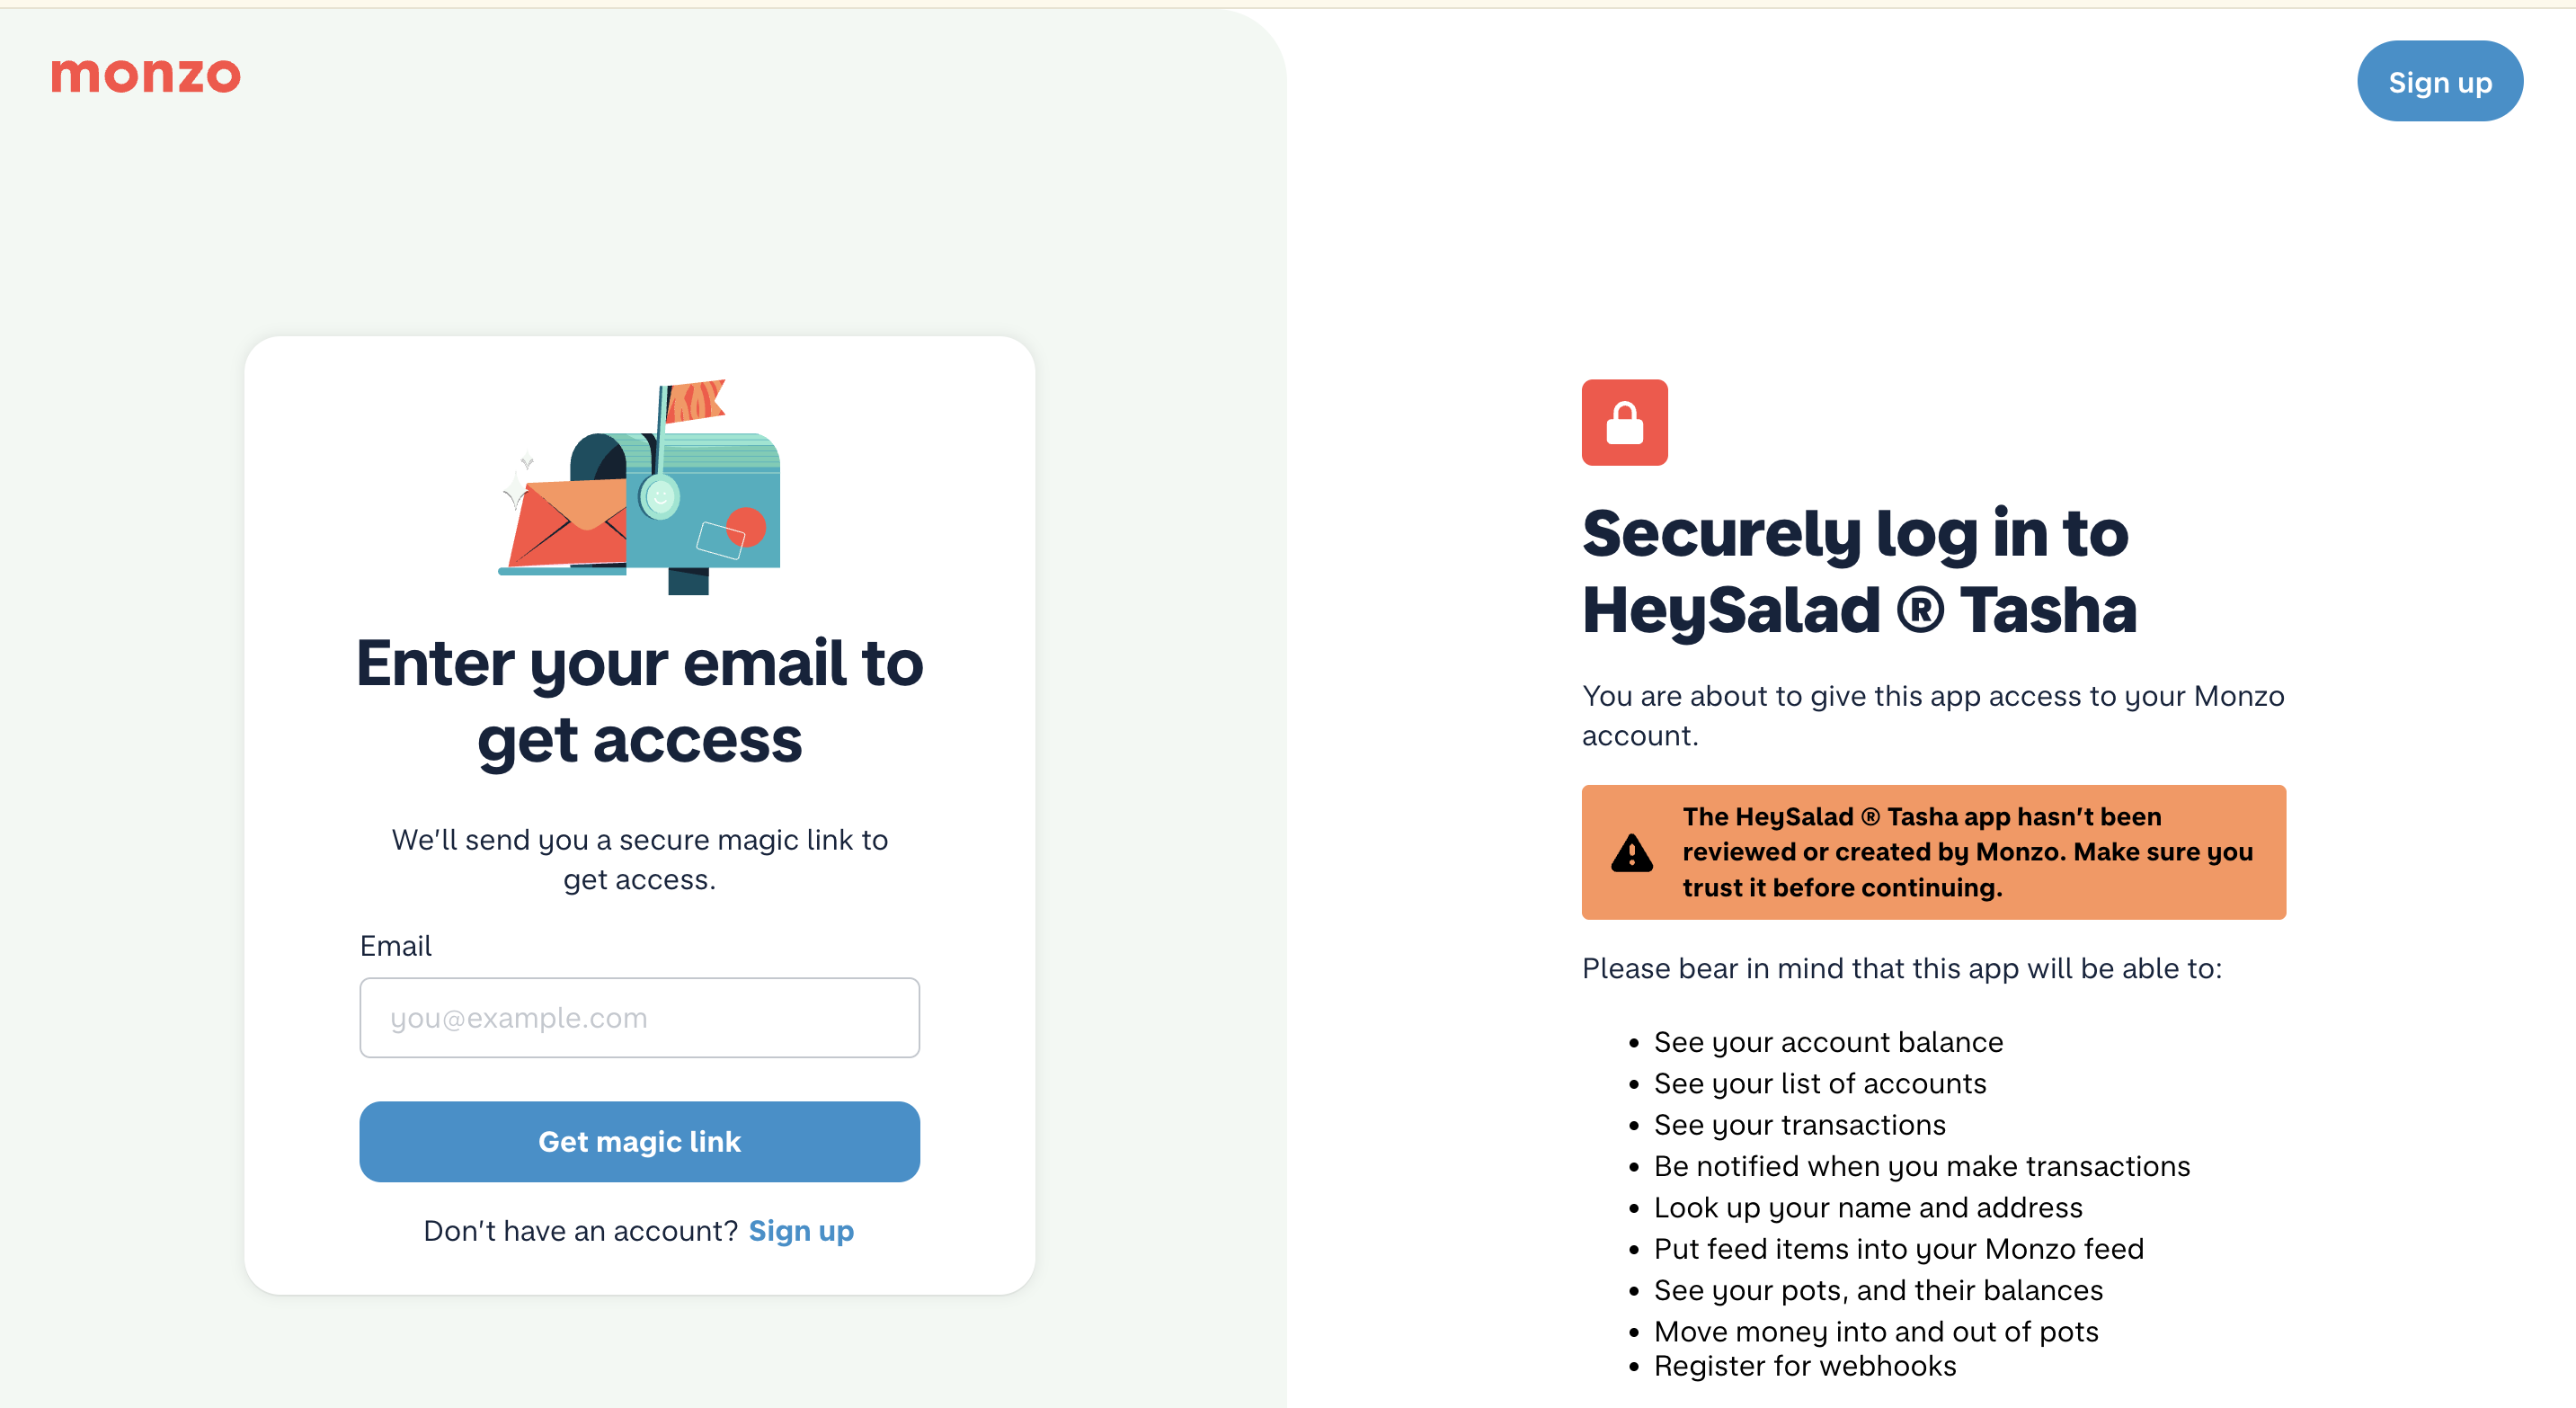 monzo
Sign up
Enter your email to
get access
We’ll send you a secure magic link to
get access.
Email
you@example.com
Get magic link
Don’t have an account? Sign up
Securely log in to
HeySalad ® Tasha
You are about to give this app access to your Monzo
account.
The HeySalad ® Tasha app hasn’t been
reviewed or created by Monzo. Make sure you
trust it before continuing.
Please bear in mind that this app will be able to:
• See your account balance
• See your list of accounts
• See your transactions
• Be notified when you make transactions
• Look up your name and address
• Put feed items into your Monzo feed
• See your pots, and their balances
• Move money into and out of pots
• Register for webhooks